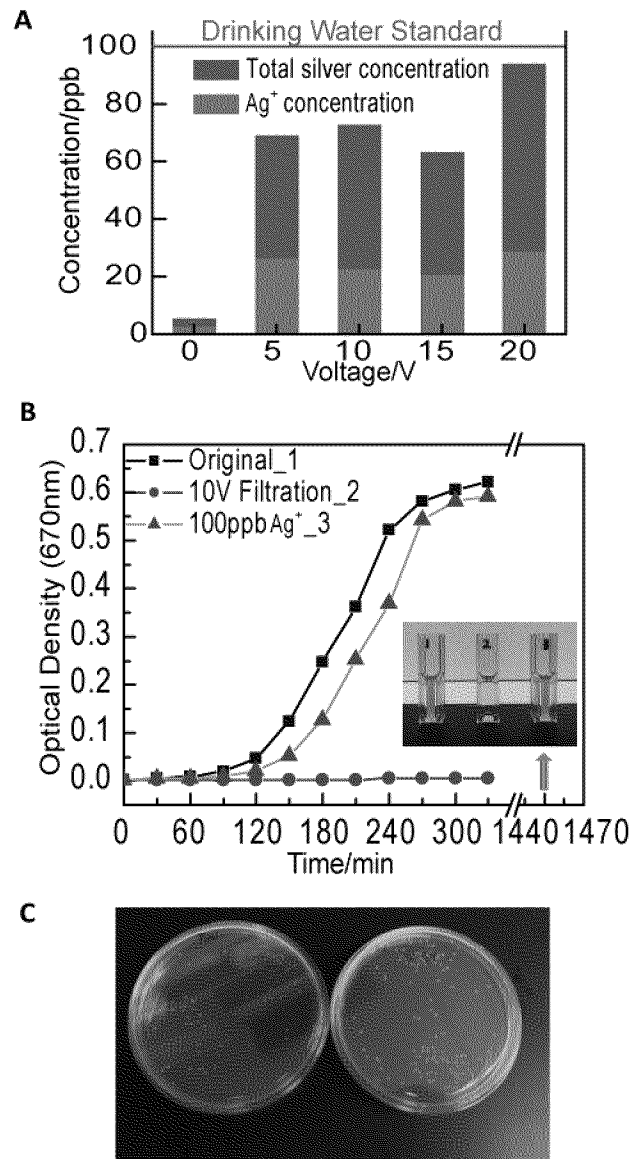 A
Drinking Water Standard
100
Total silver concentration
80
Ag⁺ concentration
60
40
20
0
Concentration/ppb
0 5 10 15 20
Voltage/V
B
0.7
Original_1
0.6
10V Filtration_2
100ppb Ag⁺_3
0.5
0.4
0.3
0.2
0.1
0.0
Optical Density (670nm)
1 2 3
0 60 120 180 240 300 1440 1470
Time/min
C